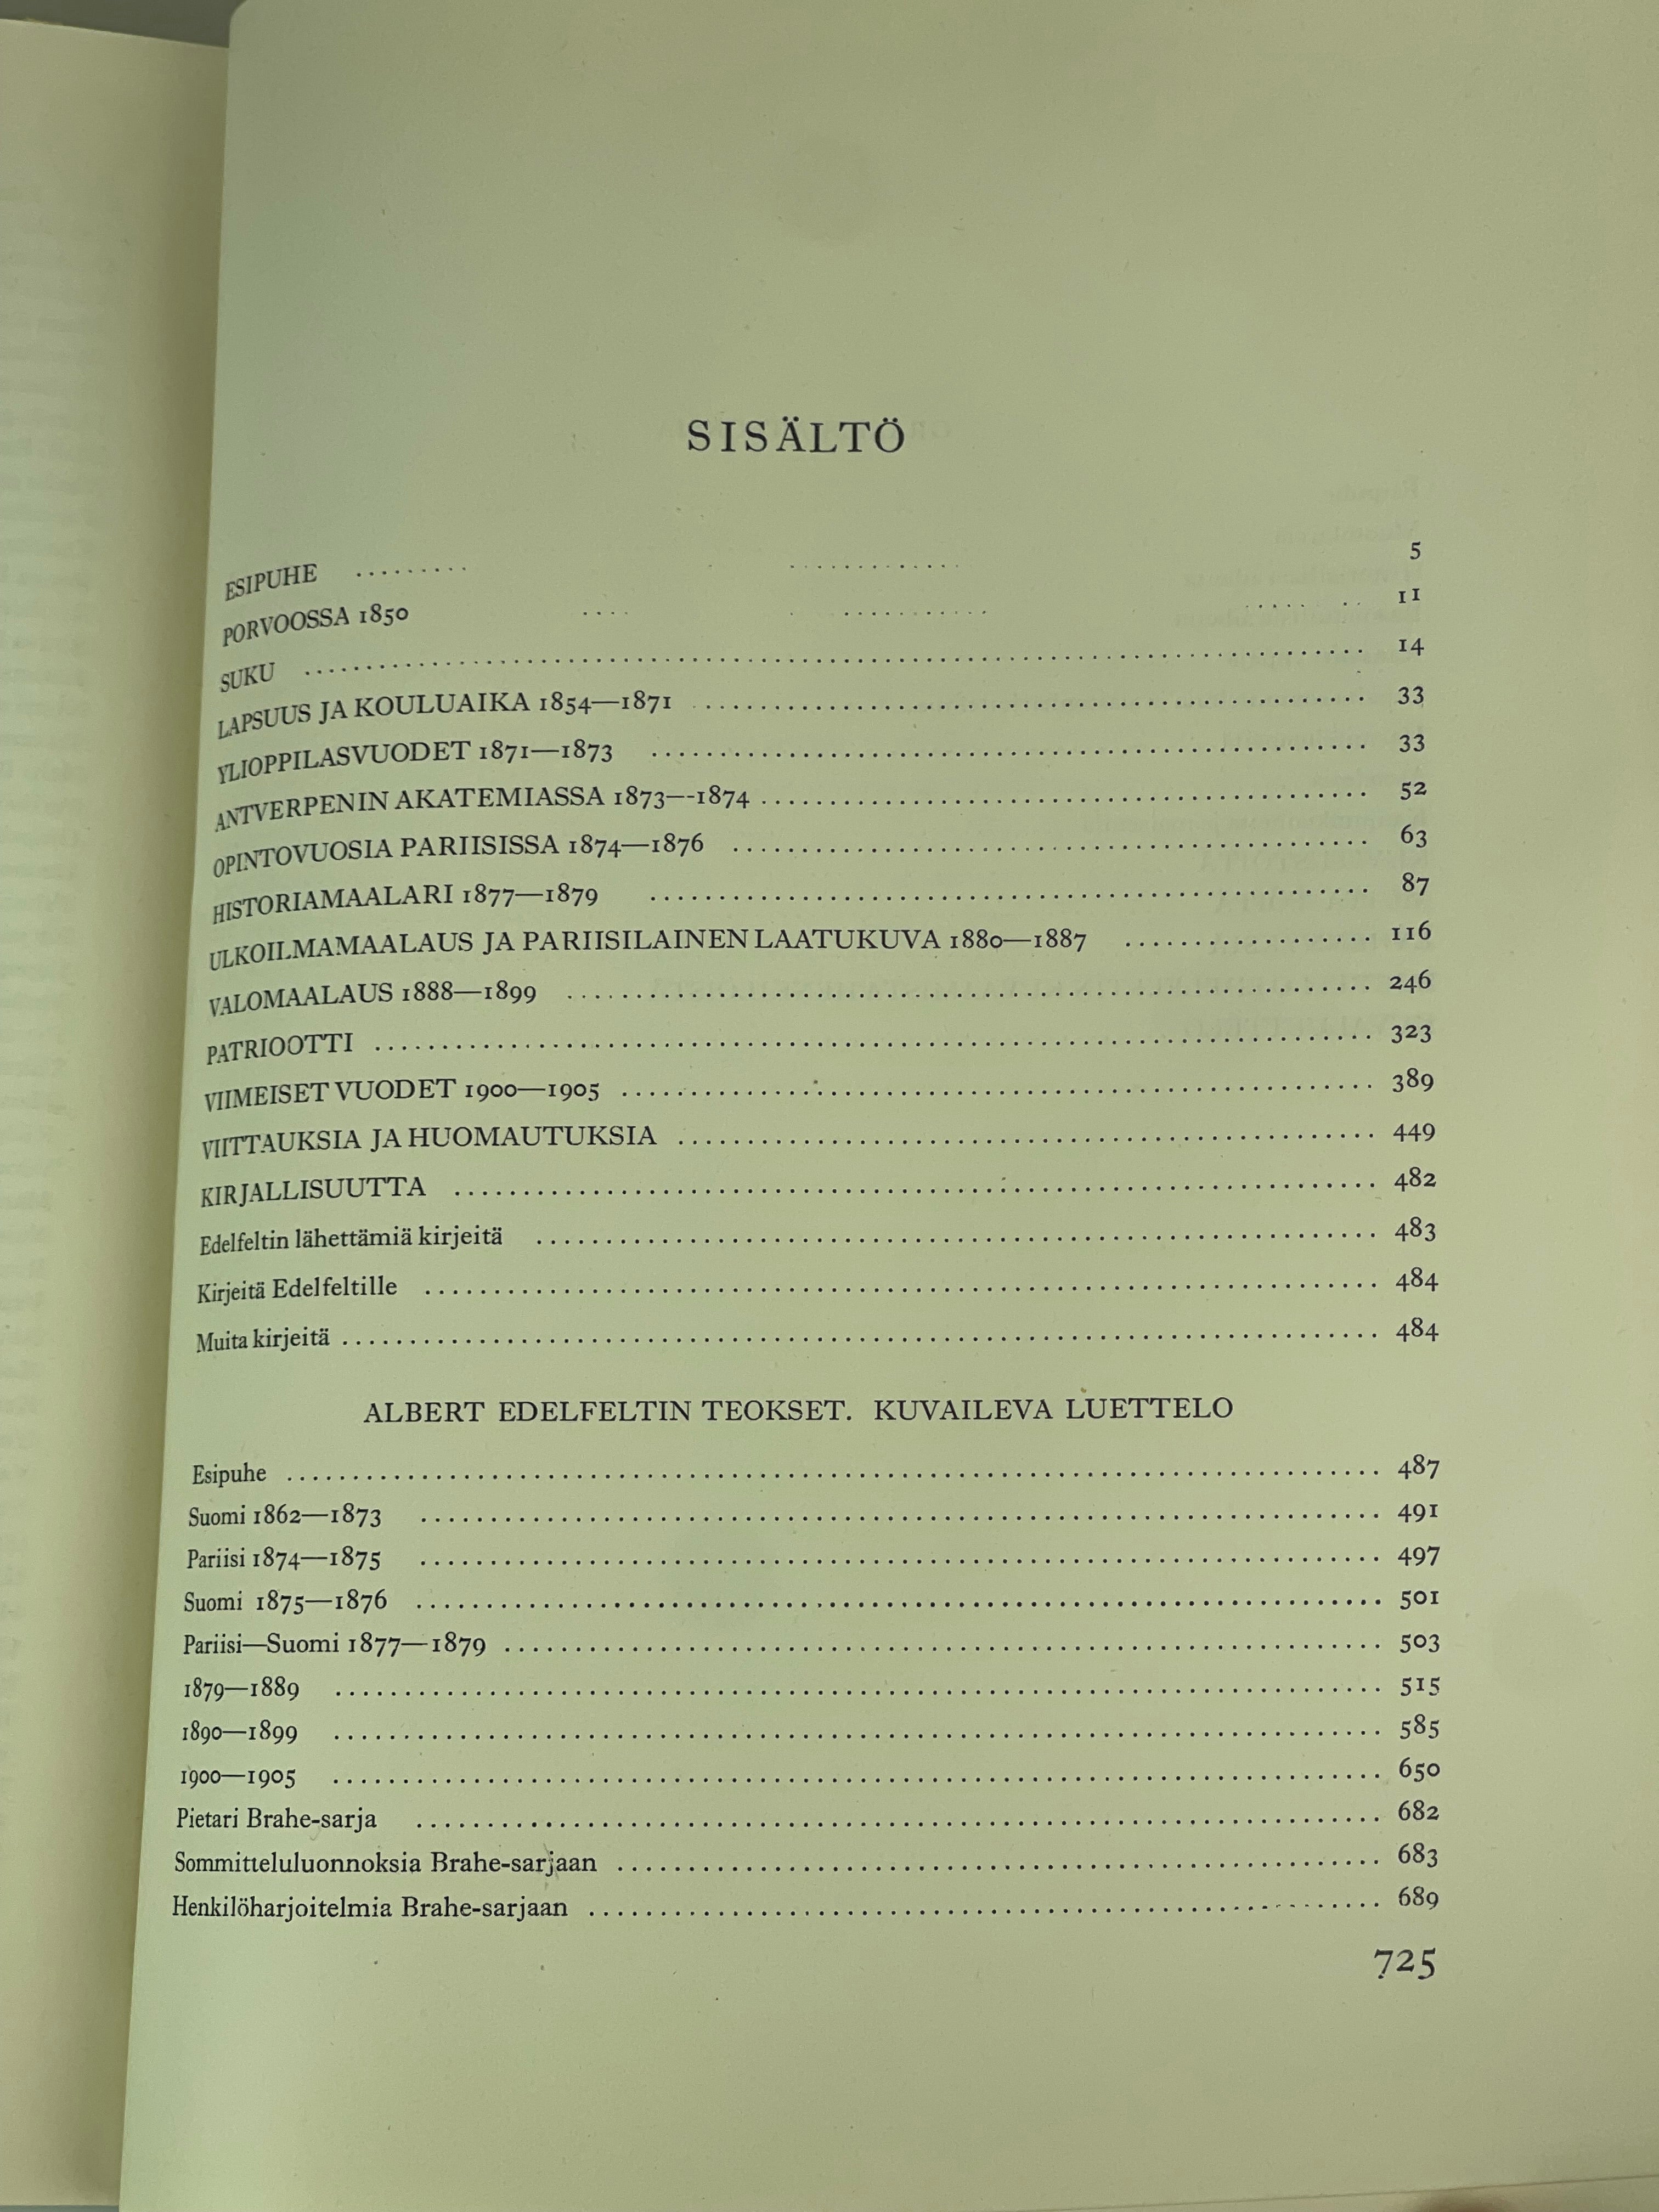 SISÄLTÖ
ESIPUHE ......... ............. 5
PORVOOSSA 1850 .... ........... ..... .. 11
SUKU ........................................ 14
LAPSUUS JA KOULUAIKA 1854—1871 ........................................ 33
YLIOPPILASVUODET 1871—1873 ........................................ 33
ANTVERPENIN AKATEMIASSA 1873—1874 ........................................ 52
OPINTOVUOSIA PARIISISSA 1874—1876 ........................................ 63
HISTORIAMAALARI 1877—1879 ........................................ 87
ULKOILMAMAALAUS JA PARIISILAINEN LAATUKUVA 1880—1887 ................... 116
VALOMAALAUS 1888—1899 ........................................ 246
PATRIOOTTI ........................................ 323
VIIMEISET VUODET 1900—1905 ........................................ 389
VIITTAUKSIA JA HUOMAUTUKSIA ........................................ 449
KIRJALLISUUTTA ........................................ 482
Edelfeltin lähettämiä kirjeitä ........................................ 483
Kirjeitä Edelfeltille ........................................ 484
Muita kirjeitä ........................................ 484
ALBERT EDELFELTIN TEOKSET. KUVAILEVA LUETTELO
Esipuhe ........................................ 487
Suomi 1862—1873 ........................................ 491
Pariisi 1874—1875 ........................................ 497
Suomi 1875—1876 ........................................ 501
Pariisi—Suomi 1877—1879 ........................................ 503
1879—1889 ........................................ 515
1890—1899 ........................................ 585
1900—1905 ........................................ 650
Pietari Brahe-sarja ........................................ 682
Sommitteluluonnoksia Brahe-sarjaan ........................................ 683
Henkilöharjoitelmia Brahe-sarjaan ........................................ 689
725